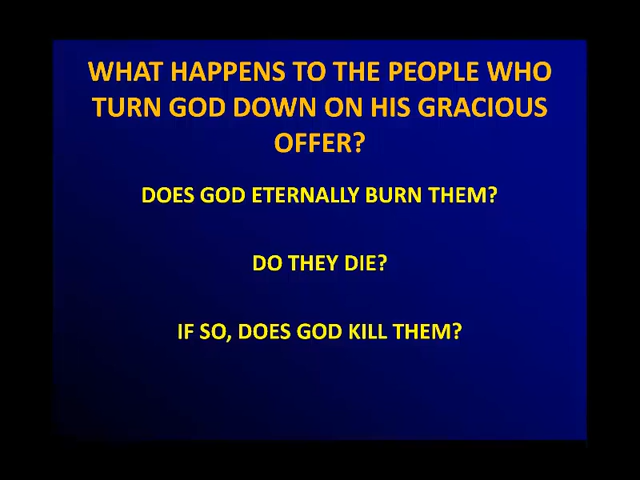 WHAT HAPPENS TO THE PEOPLE WHO
TURN GOD DOWN ON HIS GRACIOUS
OFFER?
DOES GOD ETERNALLY BURN THEM?
DO THEY DIE?
IF SO, DOES GOD KILL THEM?